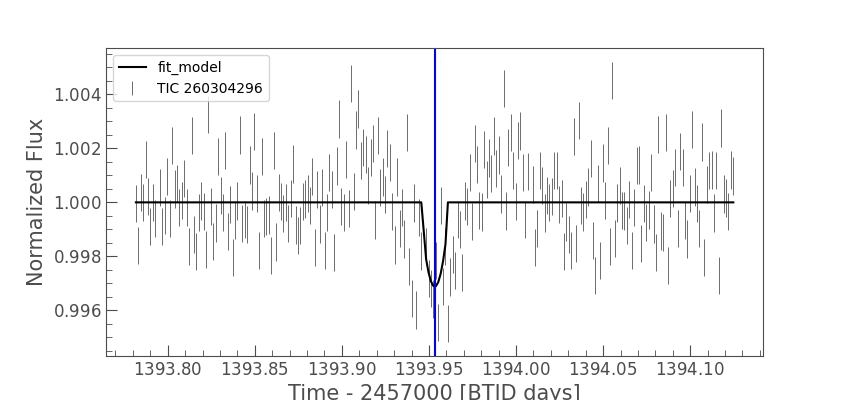 fit_model
TIC 260304296
1.004
1.002
1.000
0.998
0.996
Normalized Flux
1393.80 1393.85 1393.90 1393.95 1394.00 1394.05 1394.10
Time - 2457000 [BTJD days]